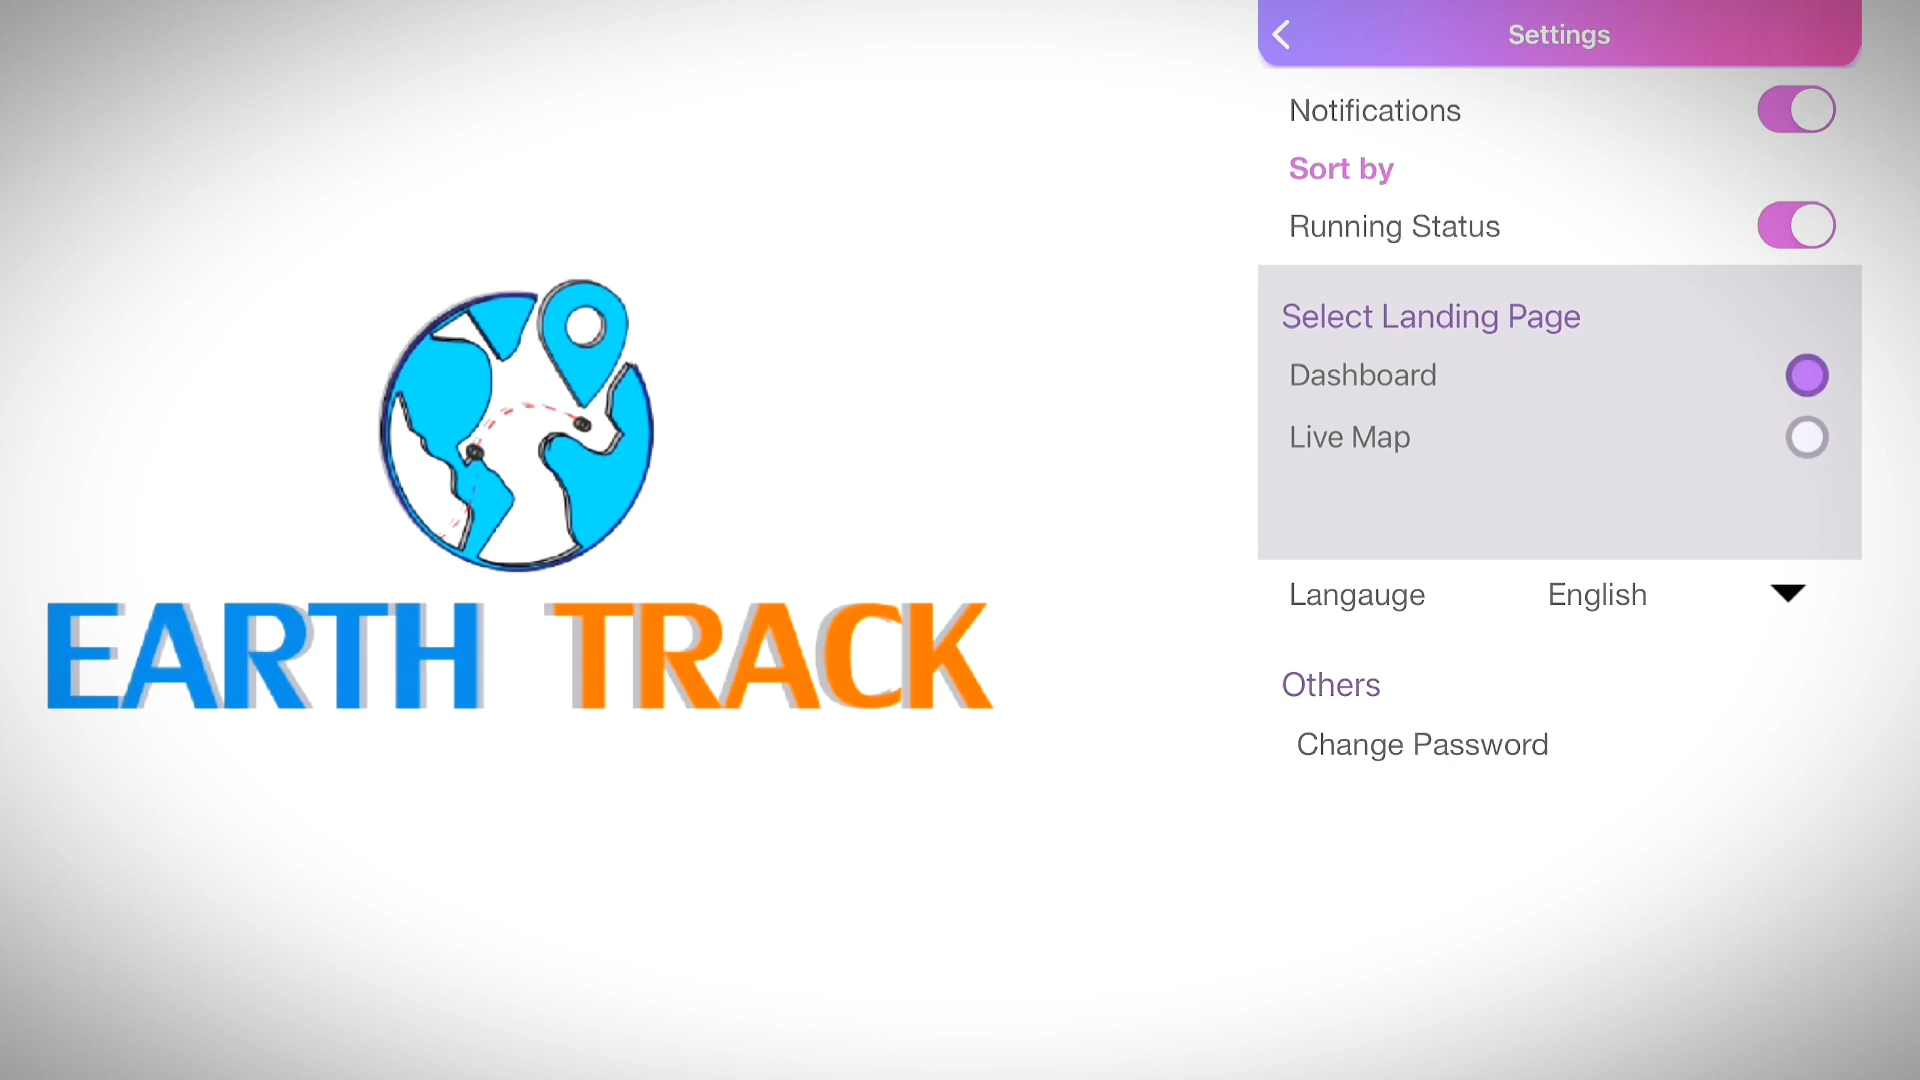 EARTH TRACK
Settings
Notifications
Sort by
Running Status
Select Landing Page
Dashboard
Live Map
Langauge English
Others
Change Password